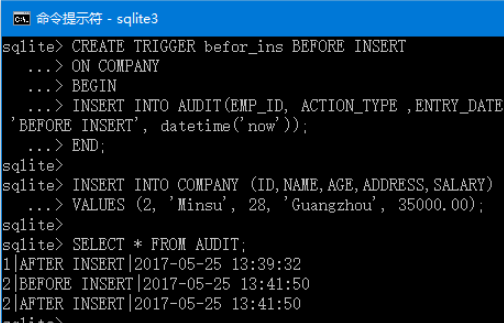 命令提示符 - sqlite3
sqlite> CREATE TRIGGER befor_ins BEFORE INSERT
...> ON COMPANY
...> BEGIN
...> INSERT INTO AUDIT(EMP_ID, ACTION_TYPE ,ENTRY_DATE
'BEFORE INSERT', datetime('now'));
...> END;
sqlite>
sqlite> INSERT INTO COMPANY (ID,NAME,AGE,ADDRESS,SALARY)
...> VALUES (2, 'Minsu', 28, 'Guangzhou', 35000.00);
sqlite>
sqlite> SELECT * FROM AUDIT;
1|AFTER INSERT|2017-05-25 13:39:32
2|BEFORE INSERT|2017-05-25 13:41:50
2|AFTER INSERT|2017-05-25 13:41:50
sqlite>